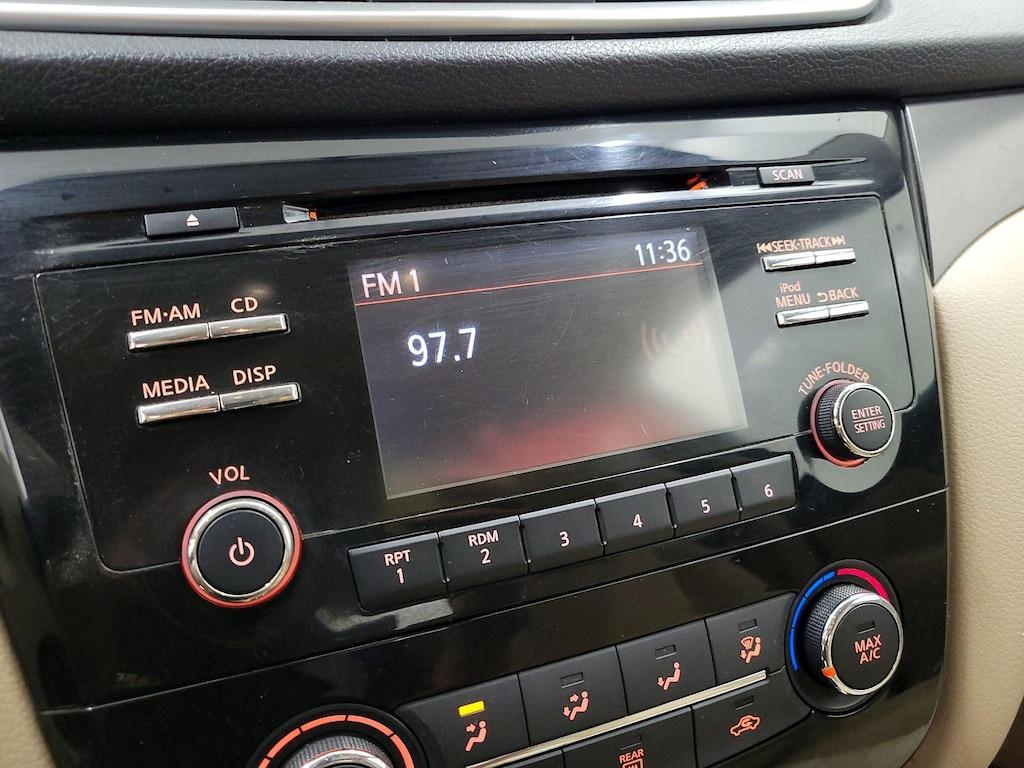 SCAN
FM 1 11:36
SEEK·TRACK
iPod
MENU BACK
FM·AM CD
97.7
MEDIA DISP
TUNE·FOLDER
ENTER
SETTING
VOL
RPT
1
RDM
2
3
4
5
6
MAX
A/C
REAR